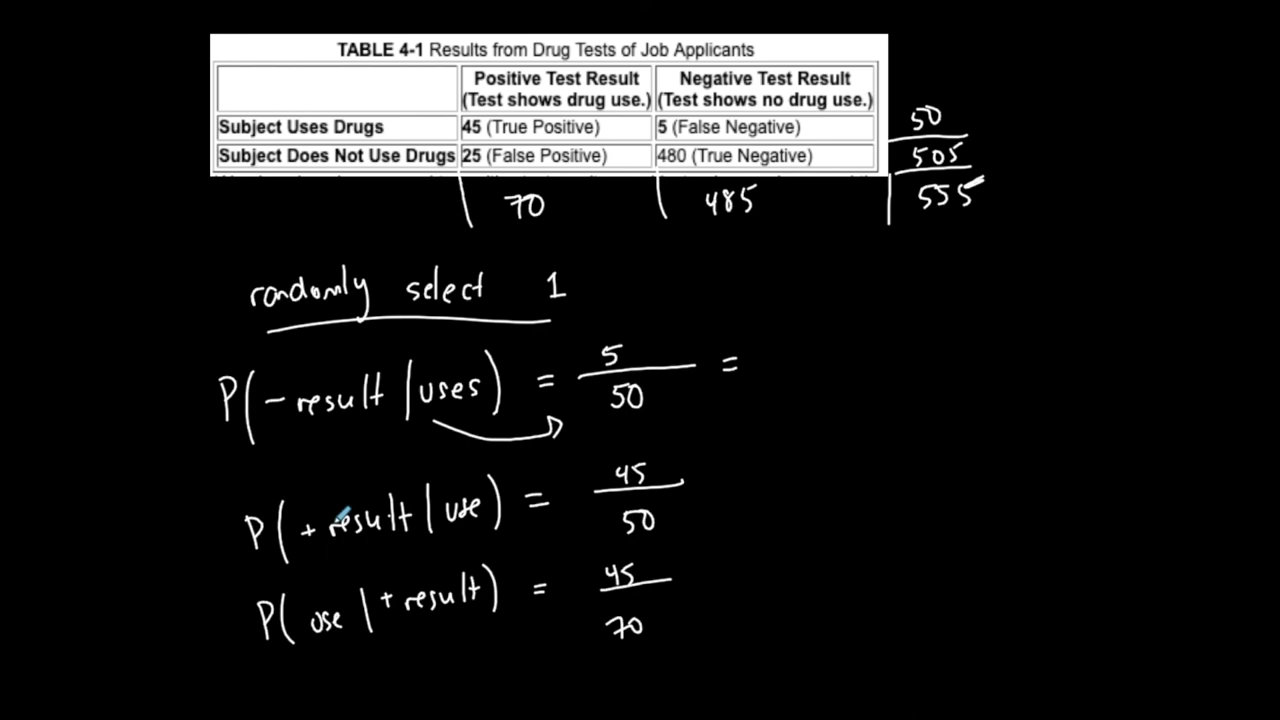 TABLE 4-1 Results from Drug Tests of Job Applicants
Positive Test Result Negative Test Result
(Test shows drug use.) (Test shows no drug use.)
50
Subject Uses Drugs 45 (True Positive) 5 (False Negative)
Subject Does Not Use Drugs 25 (False Positive) 480 (True Negative) 505
70 485 555
randomly select 1
P(- result | uses) = 5/50 =
P(+ result | use) = 45/50
P(use | + result) = 45/70